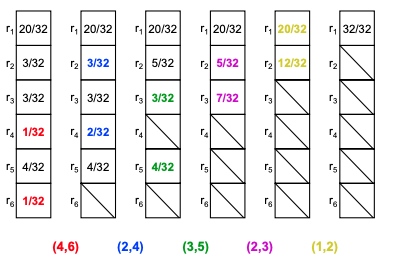 r1 20/32 r1 20/32 r1 20/32 r1 20/32 r1 20/32 r1 32/32
r2 3/32 r2 3/32 r2 5/32 r2 5/32 r2 12/32 r2
r3 3/32 r3 3/32 r3 3/32 r3 7/32 r3 r3
r4 1/32 r4 2/32 r4 r4 r4 r4
r5 4/32 r5 4/32 r5 4/32 r5 r5 r5
r6 1/32 r6 r6 r6 r6 r6
(4,6) (2,4) (3,5) (2,3) (1,2)